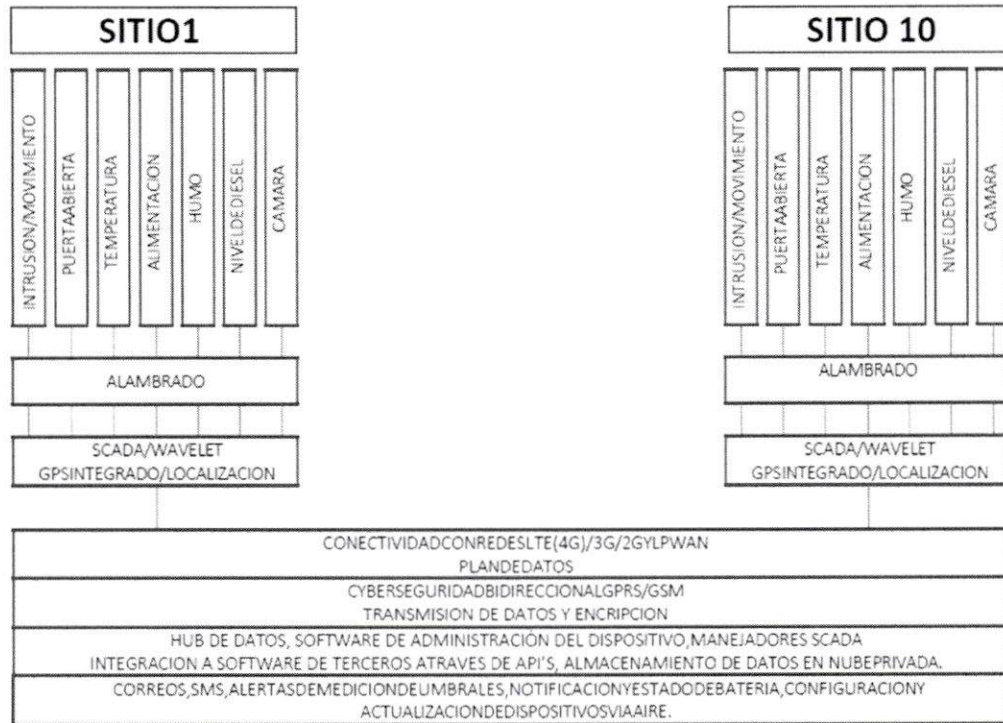 SITIO1
INTRUSION/MOVIMIENTO
PUERTAABIERTA
TEMPERATURA
ALIMENTACION
HUMO
NIVELDEDIESEL
CAMARA
ALAMBRADO
SCADA/WAVELET
GPSINTEGRADO/LOCALIZACION
SITIO 10
INTRUSION/MOVIMIENTO
PUERTAABIERTA
TEMPERATURA
ALIMENTACION
HUMO
NIVELDEDIESEL
CAMARA
ALAMBRADO
SCADA/WAVELET
GPSINTEGRADO/LOCALIZACION
CONECTIVIDADCONREDESLTE(4G)/3G/2GYLPWAN
PLANDEDATOS
CYBERSEGURIDADBIDIRECCIONALGPRS/GSM
TRANSMISION DE DATOS Y ENCRIPCION
HUB DE DATOS, SOFTWARE DE ADMINISTRACIÓN DEL DISPOSITIVO,MANEJADORES SCADA
INTEGRACION A SOFTWARE DE TERCEROS ATRAVES DE API'S, ALMACENAMIENTO DE DATOS EN NUBEPRIVADA.
CORREOS,SMS,ALERTASDEMEDICIONDEUMBRALES,NOTIFICACIONYESTADODEBATERIA,CONFIGURACIONY
ACTUALIZACIONDEDISPOSITIVOSVIAAIRE.